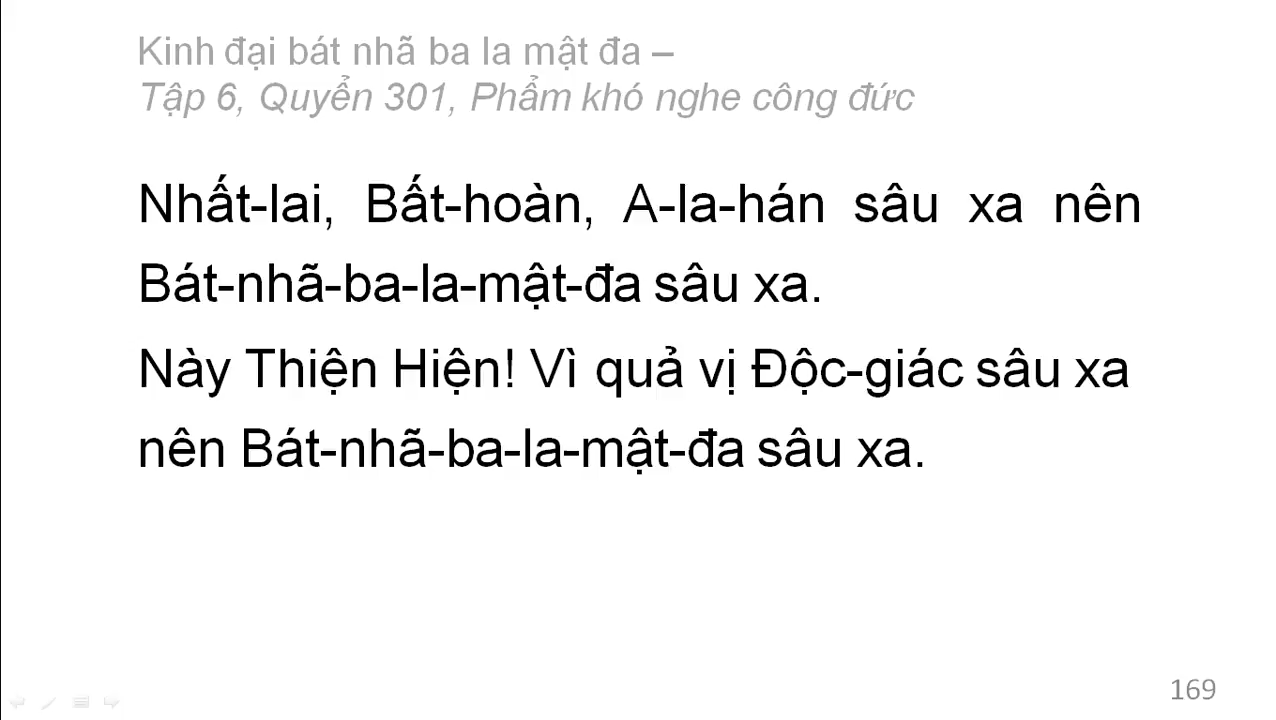 Kinh đại bát nhã ba la mật đa –
Tập 6, Quyển 301, Phẩm khó nghe công đức
Nhất-lai, Bất-hoàn, A-la-hán sâu xa nên
Bát-nhã-ba-la-mật-đa sâu xa.
Này Thiện Hiện! Vì quả vị Độc-giác sâu xa
nên Bát-nhã-ba-la-mật-đa sâu xa.
169